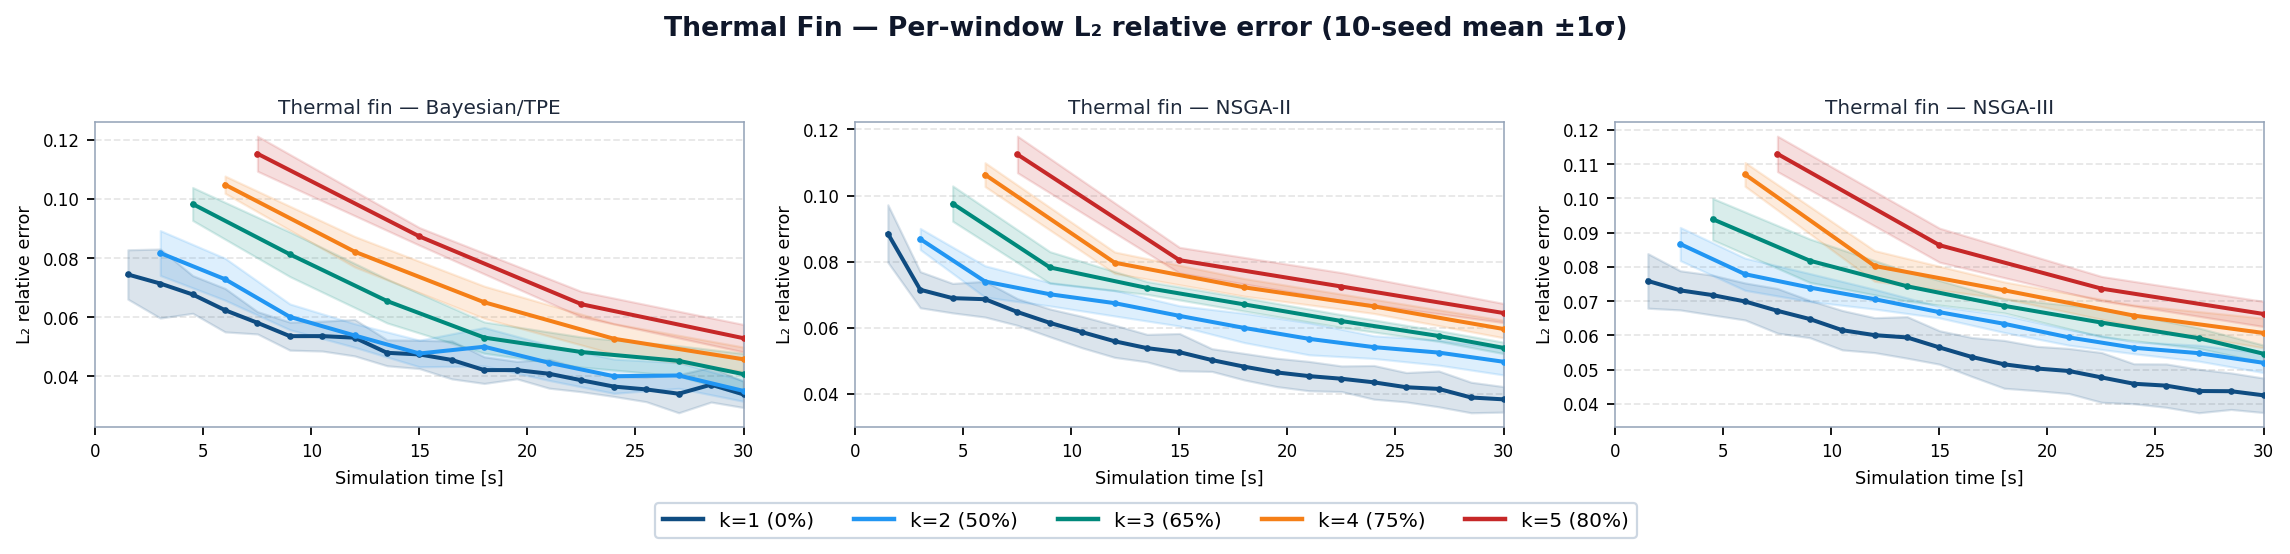 Thermal Fin — Per-window L₂ relative error (10-seed mean ±1σ)
Thermal fin — Bayesian/TPE
L₂ relative error
0.12
0.10
0.08
0.06
0.04
0 5 10 15 20 25 30
Simulation time [s]
Thermal fin — NSGA-II
L₂ relative error
0.12
0.10
0.08
0.06
0.04
0 5 10 15 20 25 30
Simulation time [s]
Thermal fin — NSGA-III
L₂ relative error
0.12
0.11
0.10
0.09
0.08
0.07
0.06
0.05
0.04
0 5 10 15 20 25 30
Simulation time [s]
k=1 (0%) k=2 (50%) k=3 (65%) k=4 (75%) k=5 (80%)